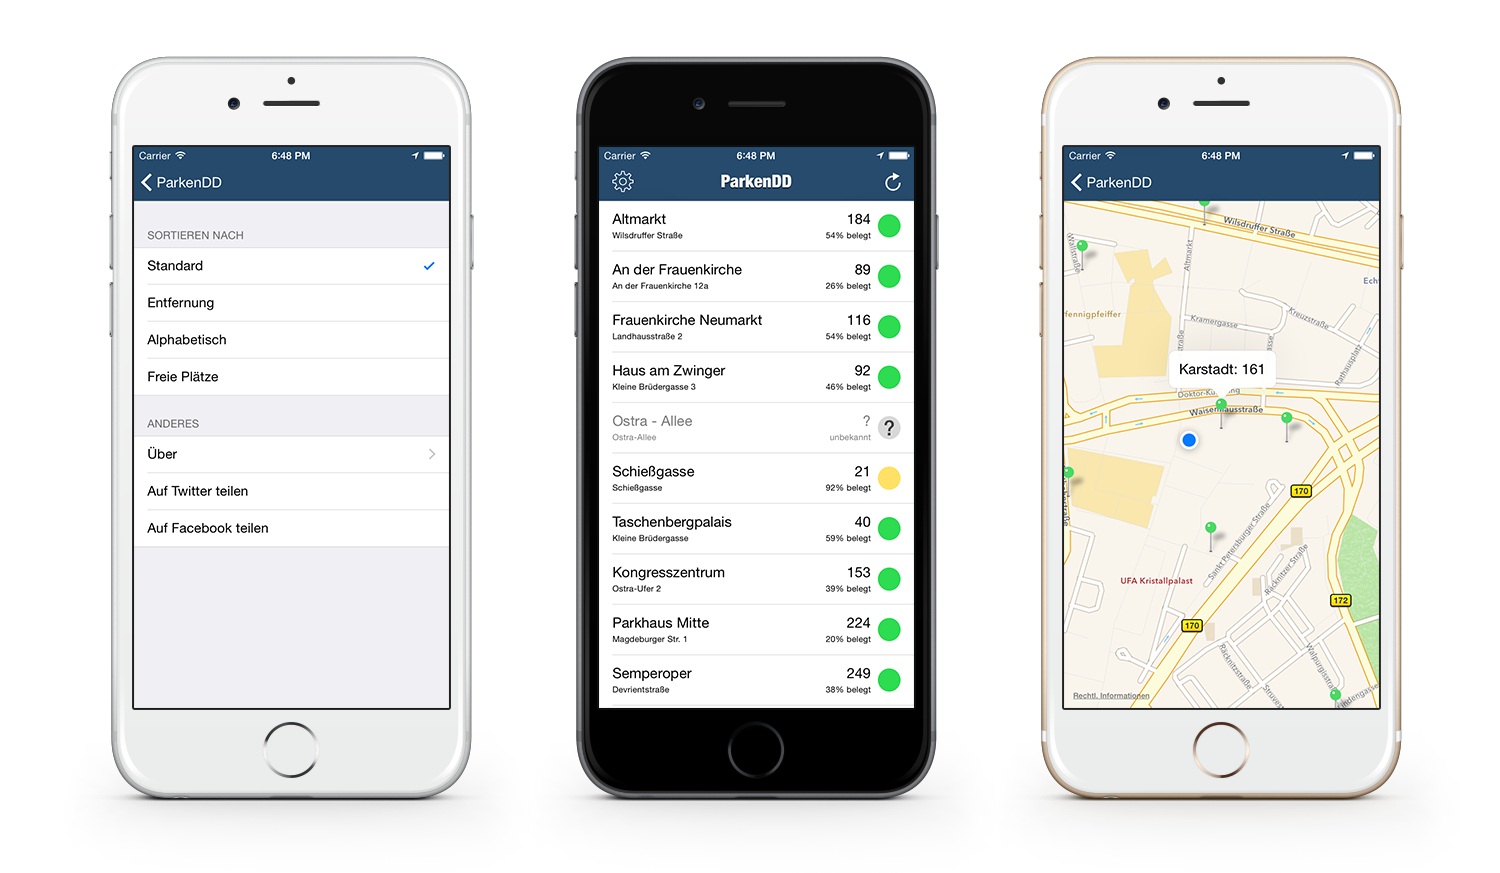 Carrier 6:48 PM
ParkenDD
SORTIEREN NACH
Standard
Entfernung
Alphabetisch
Freie Plätze
ANDERES
Über
Auf Twitter teilen
Auf Facebook teilen
Carrier 6:48 PM
ParkenDD
Altmarkt 184
Wilsdruffer Straße 54% belegt
An der Frauenkirche 89
An der Frauenkirche 12a 26% belegt
Frauenkirche Neumarkt 116
Landhausstraße 2 54% belegt
Haus am Zwinger 92
Kleine Brüdergasse 3 46% belegt
Ostra - Allee ? ?
Ostra-Allee unbekannt
Schießgasse 21
Schießgasse 92% belegt
Taschenbergpalais 40
Kleine Brüdergasse 59% belegt
Kongresszentrum 153
Ostra-Ufer 2 39% belegt
Parkhaus Mitte 224
Magdeburger Str. 1 20% belegt
Semperoper 249
Devrientstraße 38% belegt
Carrier 6:48 PM
ParkenDD
Wilsdruffer Straße
Wallstraße
Altmarkt
Ech
fennigpfeiffer
Kramergasse
Kreuzstraße
raße
Rathausplatz
Karstadt: 161
Waisenhausstraße
170
Sankt Petersburger Straße
Räcknitzer Straße
UFA Kristallpalast
172
170
Räcknitzstraße
Walpurgisstraße
Rechtl. Informationen